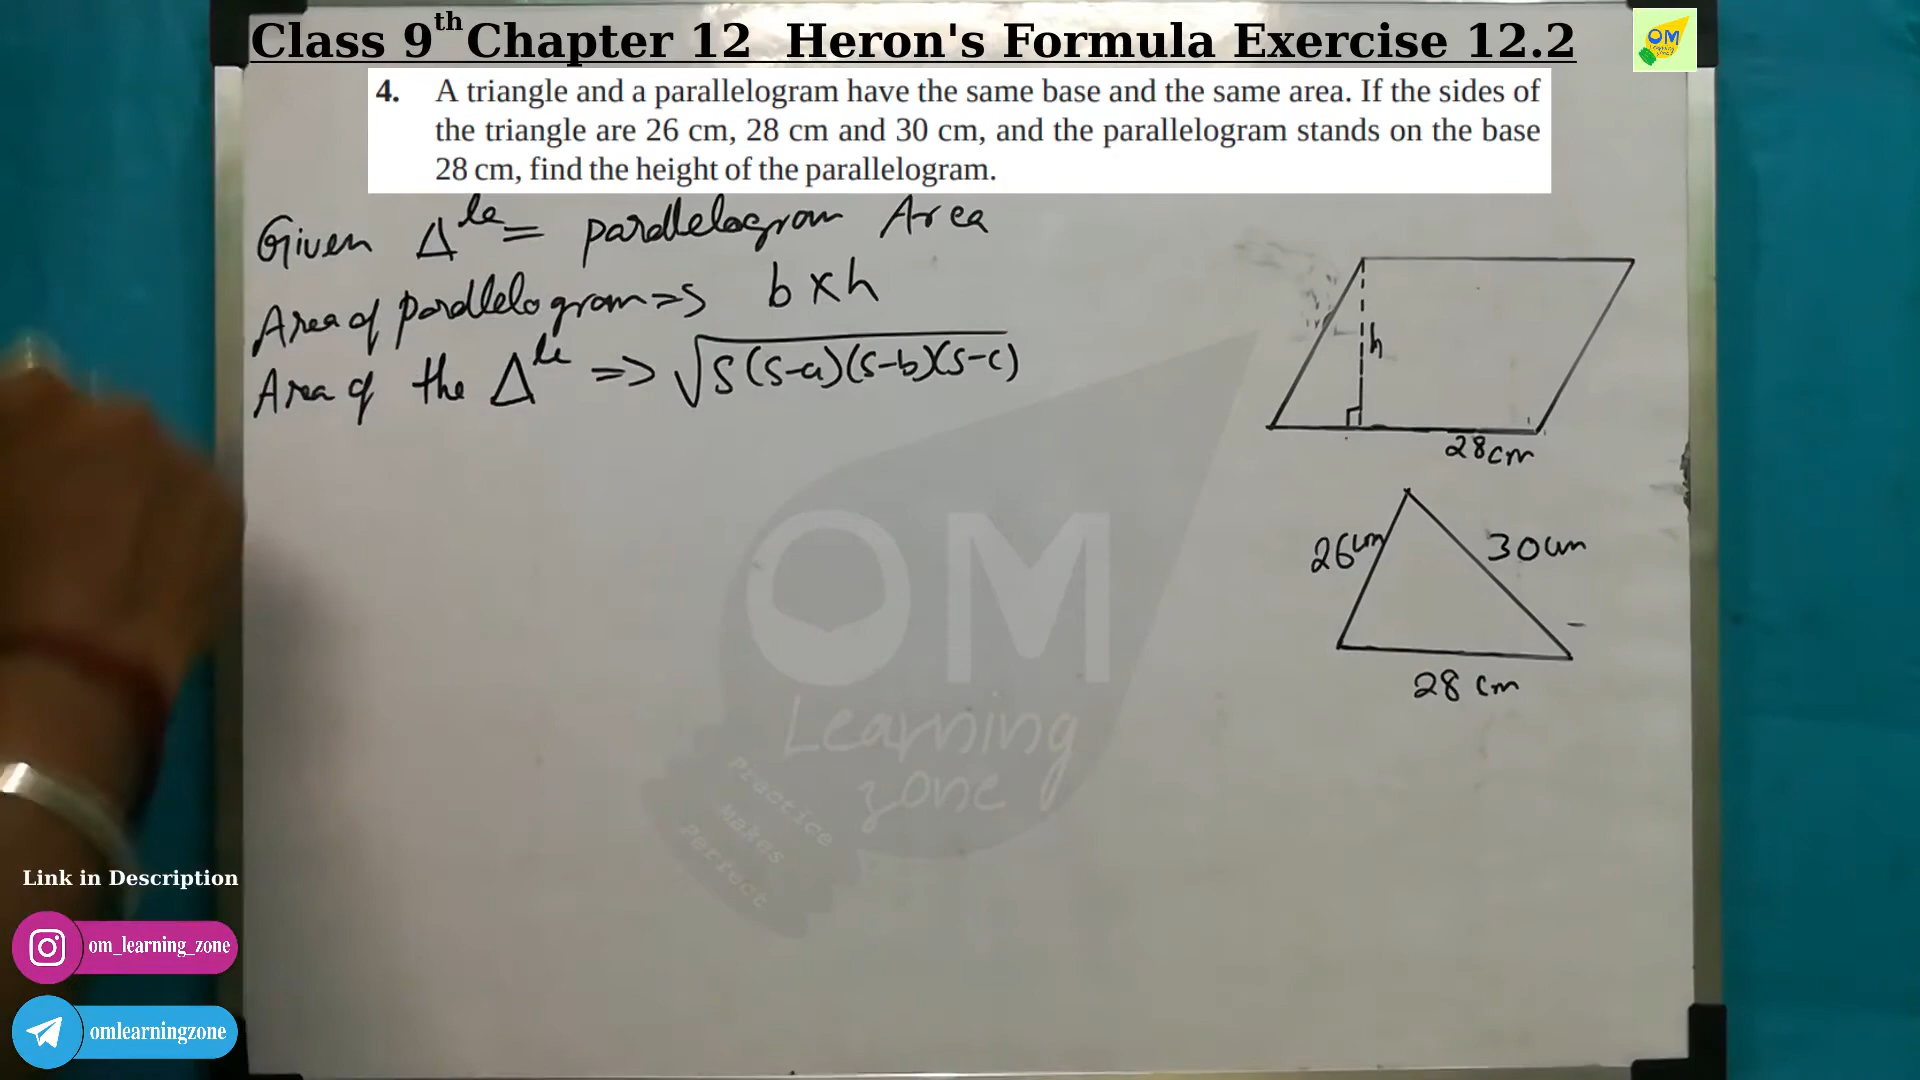 Class 9th Chapter 12 Heron's Formula Exercise 12.2
OM
Learning
zone
4. A triangle and a parallelogram have the same base and the same area. If the sides of
the triangle are 26 cm, 28 cm and 30 cm, and the parallelogram stands on the base
28 cm, find the height of the parallelogram.
Given Δle = parallelogram Area
Area of parallelogram => b×h
Area of the Δle => √S(S-a)(S-b)(S-c)
h
28cm
26cm
30cm
28 cm
OM
Learning
zone
Practice
Makes
Perfect
Link in Description
om_learning_zone
omlearningzone